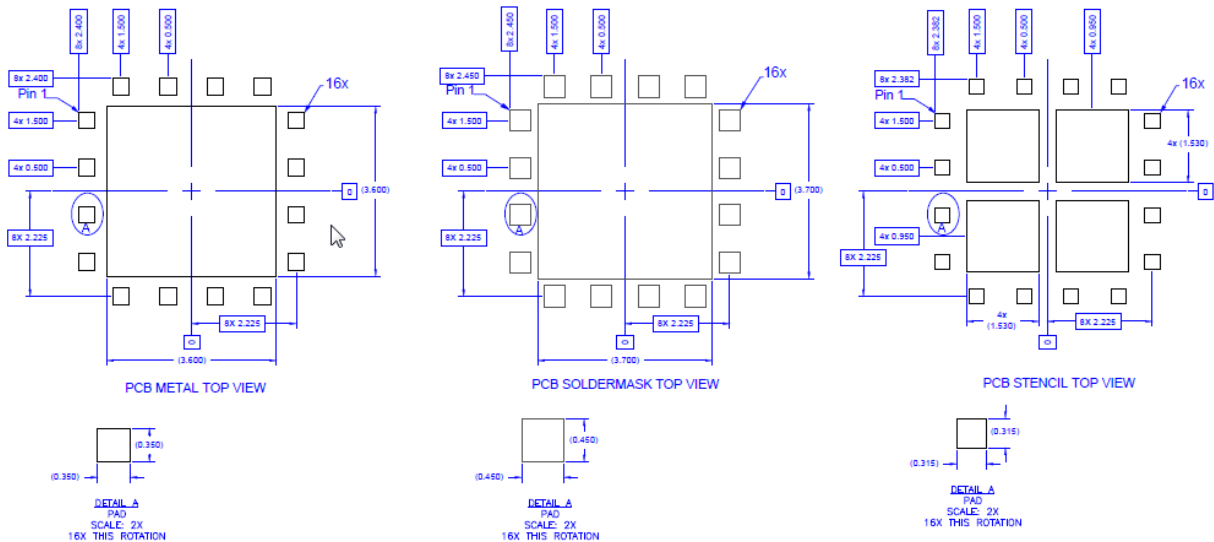 8x 2.400
4x 1.500
4x 0.500
8x 2.400
Pin 1
16x
4x 1.500
4x 0.500
0
(3.600)
A
8X 2.225
8X 2.225
0
(3.600)
PCB METAL TOP VIEW
(0.350)
(0.350)
DETAIL A
PAD
SCALE: 2X
16X THIS ROTATION
8x 2.450
4x 1.500
4x 0.500
8x 2.450
Pin 1
16x
4x 1.500
4x 0.500
0
(3.700)
A
8X 2.225
8X 2.225
0
(3.700)
PCB SOLDERMASK TOP VIEW
(0.450)
(0.450)
DETAIL A
PAD
SCALE: 2X
16X THIS ROTATION
8x 2.382
4x 1.500
4x 0.500
4x 0.950
8x 2.382
Pin 1
16x
4x 1.500
4x (1.530)
4x 0.500
0
A
4x 0.950
8X 2.225
4x
(1.530)
8X 2.225
0
PCB STENCIL TOP VIEW
(0.315)
(0.315)
DETAIL A
PAD
SCALE: 2X
16X THIS ROTATION